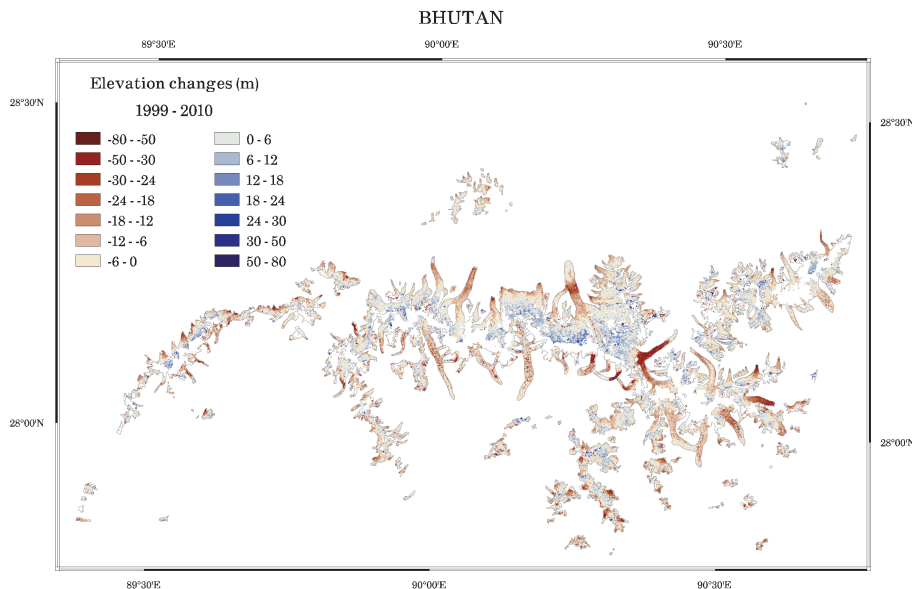 BHUTAN
89°30'E 90°00'E 90°30'E
Elevation changes (m)
1999 - 2010
-80 - -50
-50 - -30
-30 - -24
-24 - -18
-18 - -12
-12 - -6
-6 - 0
0 - 6
6 - 12
12 - 18
18 - 24
24 - 30
30 - 50
50 - 80
28°30'N
28°30'N
28°00'N
28°00'N
89°30'E 90°00'E 90°30'E